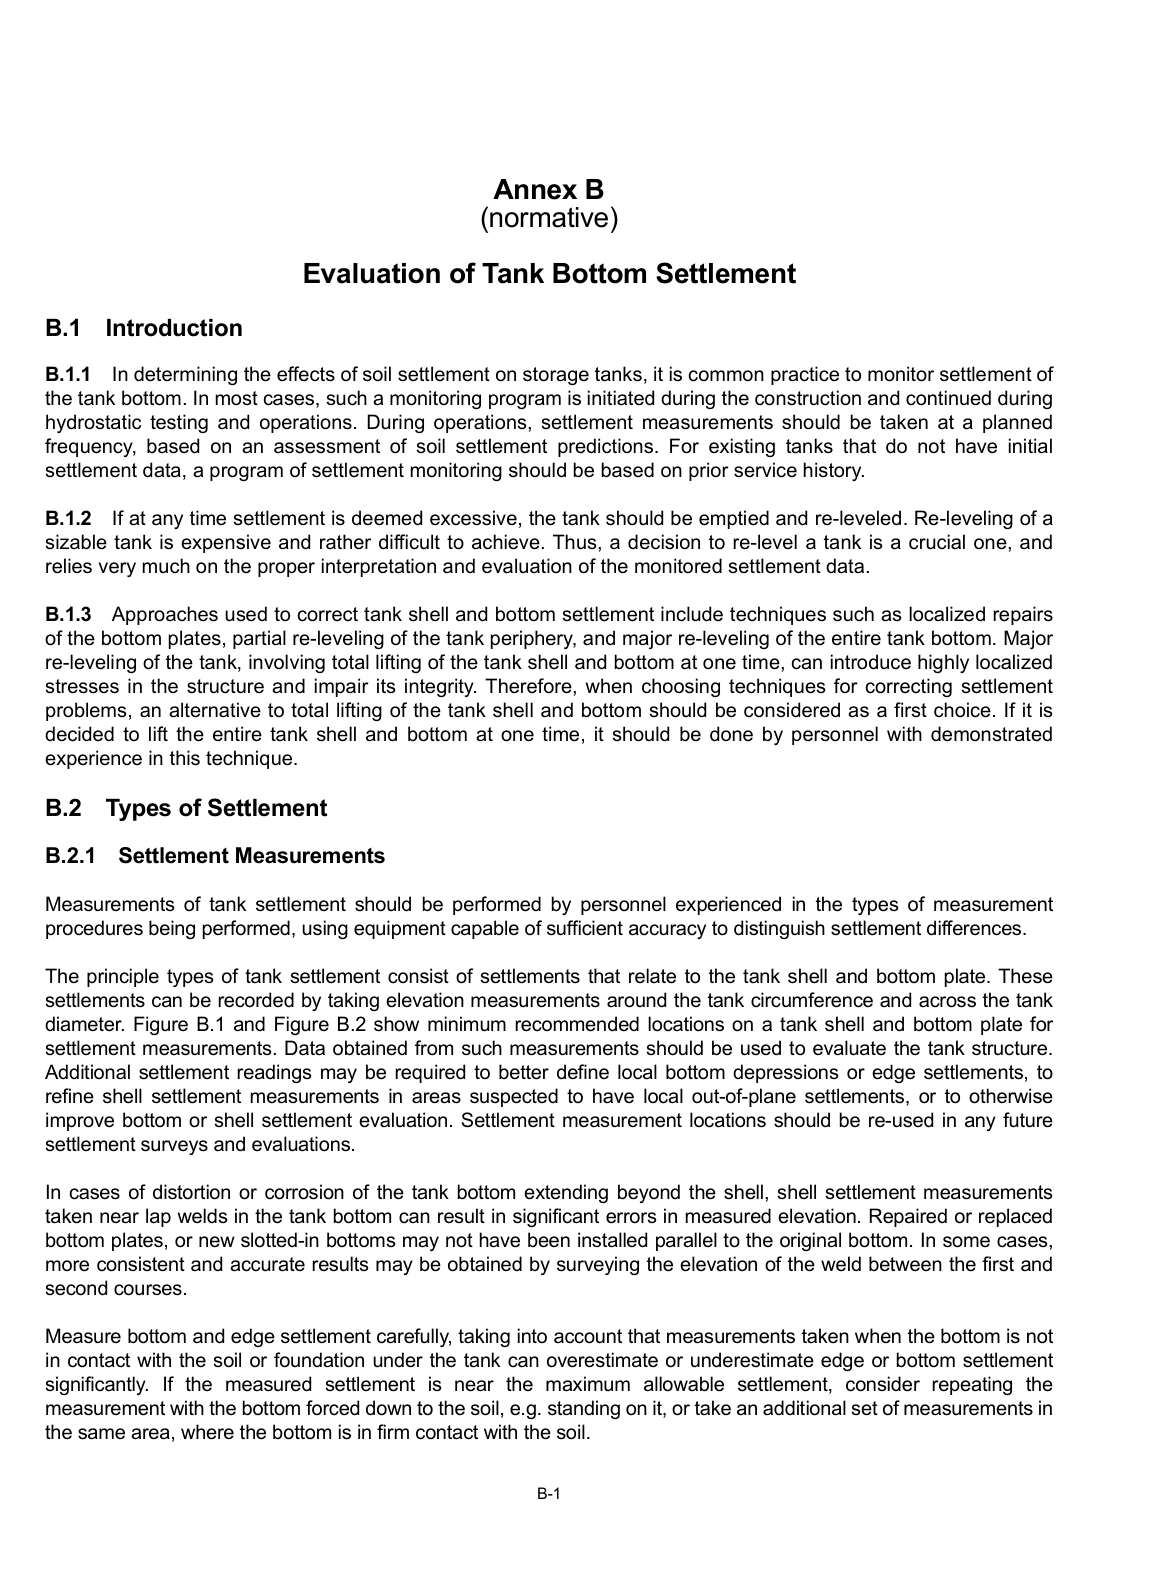 Annex B
(normative)
Evaluation of Tank Bottom Settlement
B.1 Introduction
B.1.1 In determining the effects of soil settlement on storage tanks, it is common practice to monitor settlement of
the tank bottom. In most cases, such a monitoring program is initiated during the construction and continued during
hydrostatic testing and operations. During operations, settlement measurements should be taken at a planned
frequency, based on an assessment of soil settlement predictions. For existing tanks that do not have initial
settlement data, a program of settlement monitoring should be based on prior service history.
B.1.2 If at any time settlement is deemed excessive, the tank should be emptied and re-leveled. Re-leveling of a
sizable tank is expensive and rather difficult to achieve. Thus, a decision to re-level a tank is a crucial one, and
relies very much on the proper interpretation and evaluation of the monitored settlement data.
B.1.3 Approaches used to correct tank shell and bottom settlement include techniques such as localized repairs
of the bottom plates, partial re-leveling of the tank periphery, and major re-leveling of the entire tank bottom. Major
re-leveling of the tank, involving total lifting of the tank shell and bottom at one time, can introduce highly localized
stresses in the structure and impair its integrity. Therefore, when choosing techniques for correcting settlement
problems, an alternative to total lifting of the tank shell and bottom should be considered as a first choice. If it is
decided to lift the entire tank shell and bottom at one time, it should be done by personnel with demonstrated
experience in this technique.
B.2 Types of Settlement
B.2.1 Settlement Measurements
Measurements of tank settlement should be performed by personnel experienced in the types of measurement
procedures being performed, using equipment capable of sufficient accuracy to distinguish settlement differences.
The principle types of tank settlement consist of settlements that relate to the tank shell and bottom plate. These
settlements can be recorded by taking elevation measurements around the tank circumference and across the tank
diameter. Figure B.1 and Figure B.2 show minimum recommended locations on a tank shell and bottom plate for
settlement measurements. Data obtained from such measurements should be used to evaluate the tank structure.
Additional settlement readings may be required to better define local bottom depressions or edge settlements, to
refine shell settlement measurements in areas suspected to have local out-of-plane settlements, or to otherwise
improve bottom or shell settlement evaluation. Settlement measurement locations should be re-used in any future
settlement surveys and evaluations.
In cases of distortion or corrosion of the tank bottom extending beyond the shell, shell settlement measurements
taken near lap welds in the tank bottom can result in significant errors in measured elevation. Repaired or replaced
bottom plates, or new slotted-in bottoms may not have been installed parallel to the original bottom. In some cases,
more consistent and accurate results may be obtained by surveying the elevation of the weld between the first and
second courses.
Measure bottom and edge settlement carefully, taking into account that measurements taken when the bottom is not
in contact with the soil or foundation under the tank can overestimate or underestimate edge or bottom settlement
significantly. If the measured settlement is near the maximum allowable settlement, consider repeating the
measurement with the bottom forced down to the soil, e.g. standing on it, or take an additional set of measurements in
the same area, where the bottom is in firm contact with the soil.
B-1